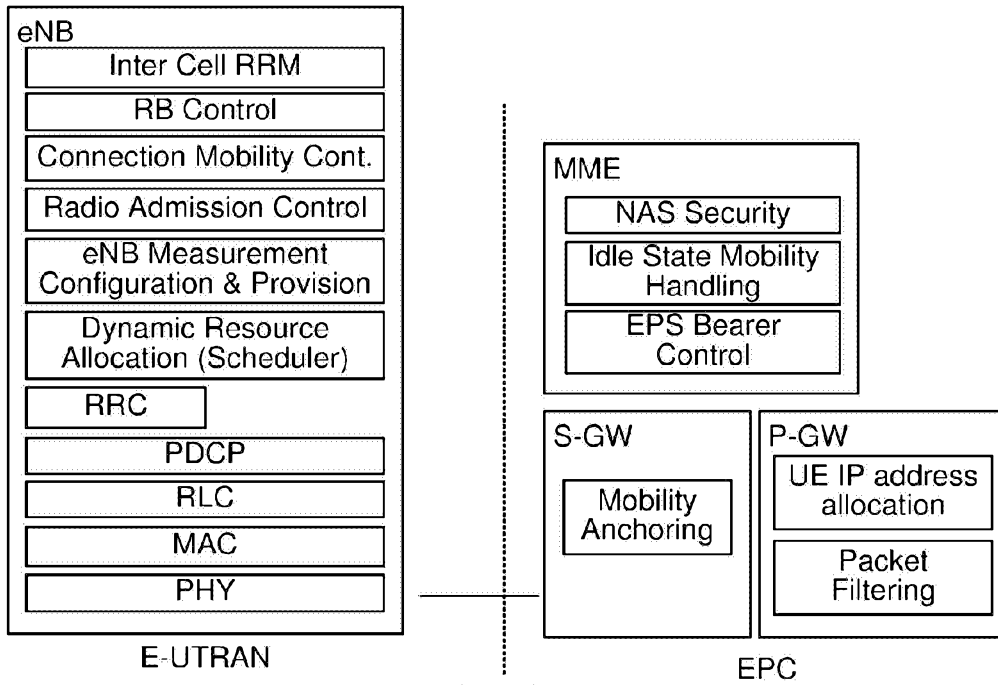 eNB
Inter Cell RRM
RB Control
Connection Mobility Cont.
Radio Admission Control
eNB Measurement
Configuration & Provision
Dynamic Resource
Allocation (Scheduler)
RRC
PDCP
RLC
MAC
PHY
E-UTRAN
MME
NAS Security
Idle State Mobility
Handling
EPS Bearer
Control
S-GW
Mobility
Anchoring
P-GW
UE IP address
allocation
Packet
Filtering
EPC